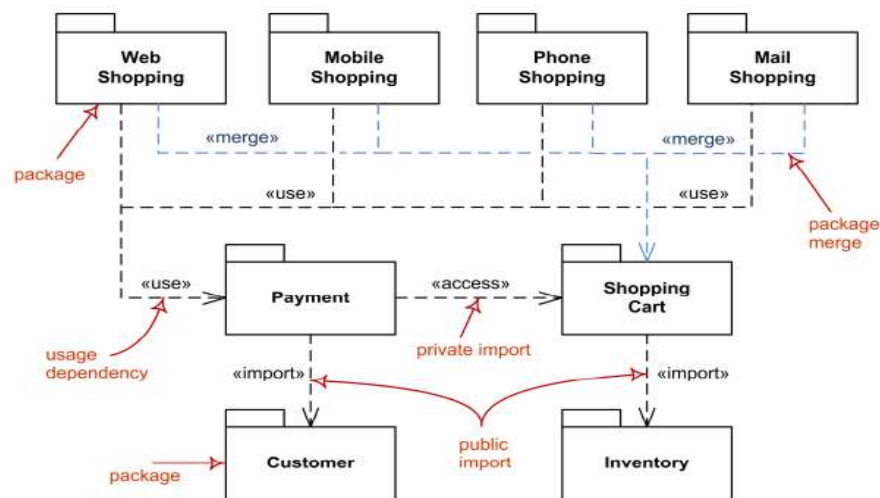 Web
Shopping
Mobile
Shopping
Phone
Shopping
Mail
Shopping
«merge»
«merge»
package
«use»
«use»
package
merge
«use»
Payment
«access»
Shopping
Cart
usage
dependency
private import
«import»
«import»
public
import
package
Customer
Inventory